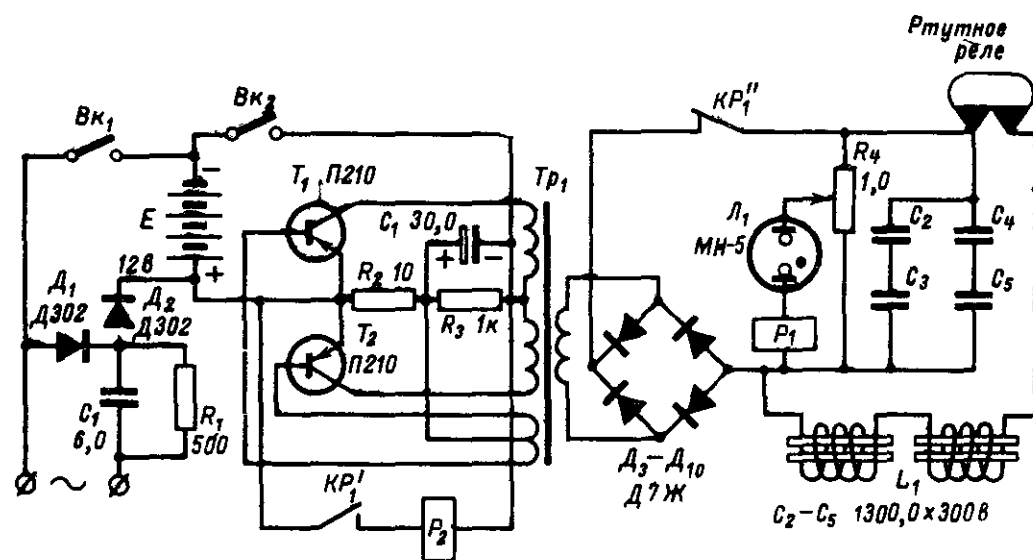 Ртутное
реле
Вк₁
Вк₂
КР₁″
−
Т₁ П210
Тр₁
R₄
1,0
E
C₁ 30,0
+ −
Л₁
МН-5
C₂
C₄
+
12в
R₂ 10
C₃
C₅
Д₁
Д302
Д₂
Д302
R₃ 1к
Т₂
П210
P₁
C₁
6,0
R₁
500
~
Д₃−Д₁₀
Д7Ж
L₁
КР₁′
P₂
C₂−C₅ 1300,0×300в